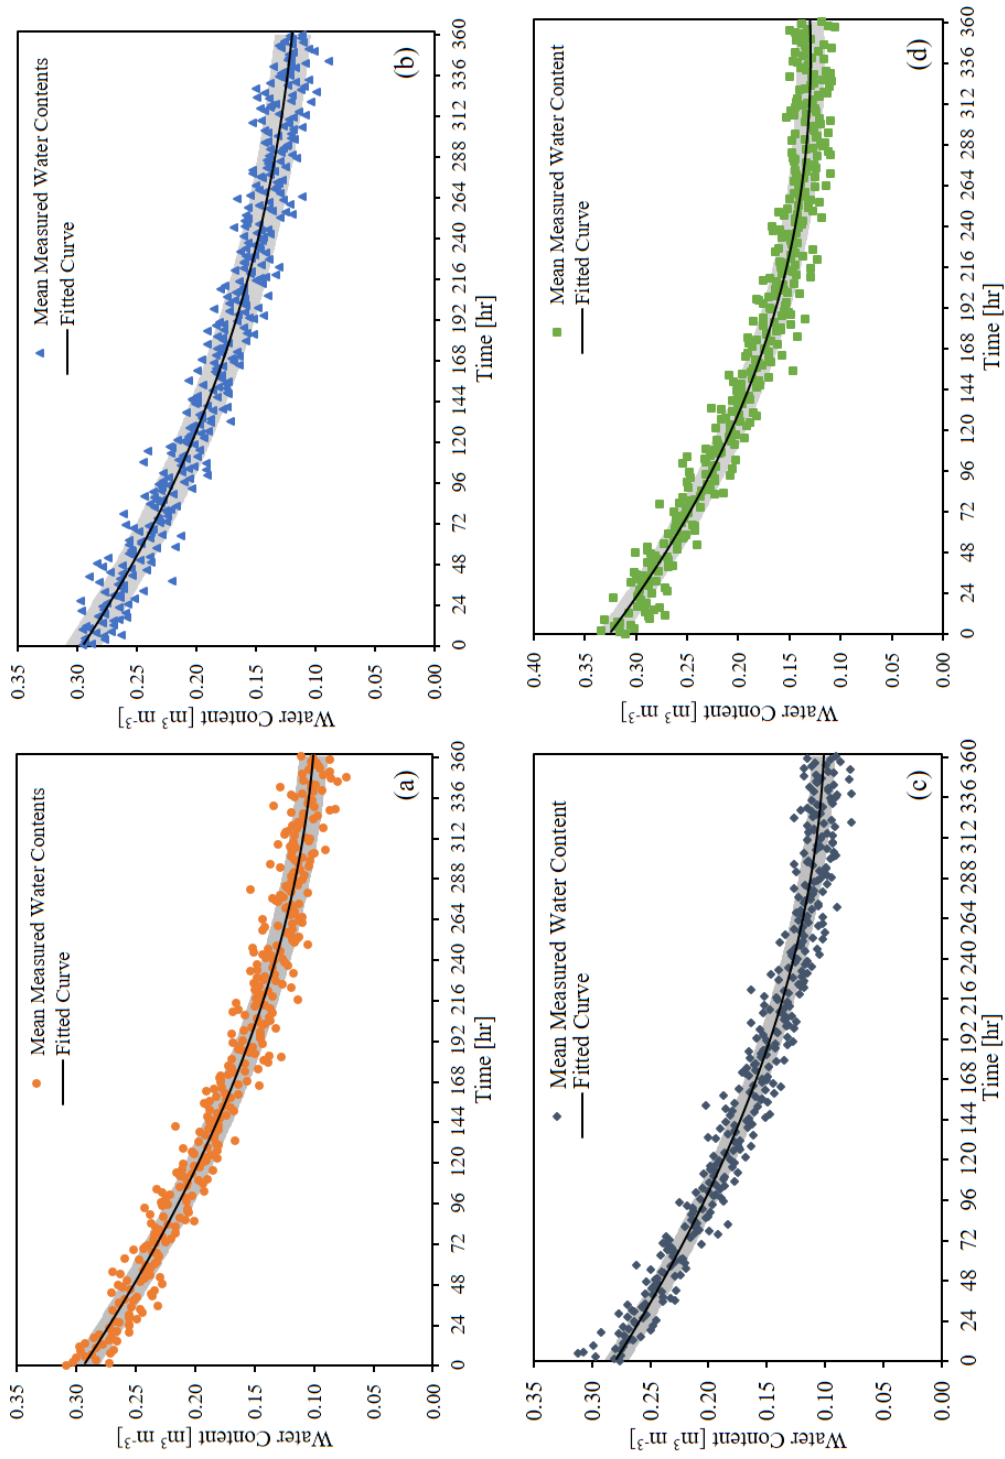 0.35
0.30
0.25
0.20
0.15
0.10
0.05
0.00
Water Content [m³ m⁻³]
Mean Measured Water Contents
Fitted Curve
(a)
0 24 48 72 96 120 144 168 192 216 240 264 288 312 336 360
Time [hr]
0.35
0.30
0.25
0.20
0.15
0.10
0.05
0.00
Water Content [m³ m⁻³]
Mean Measured Water Contents
Fitted Curve
(b)
0 24 48 72 96 120 144 168 192 216 240 264 288 312 336 360
Time [hr]
0.35
0.30
0.25
0.20
0.15
0.10
0.05
0.00
Water Content [m³ m⁻³]
Mean Measured Water Content
Fitted Curve
(c)
0 24 48 72 96 120 144 168 192 216 240 264 288 312 336 360
Time [hr]
0.40
0.35
0.30
0.25
0.20
0.15
0.10
0.05
0.00
Water Content [m³ m⁻³]
Mean Measured Water Content
Fitted Curve
(d)
0 24 48 72 96 120 144 168 192 216 240 264 288 312 336 360
Time [hr]